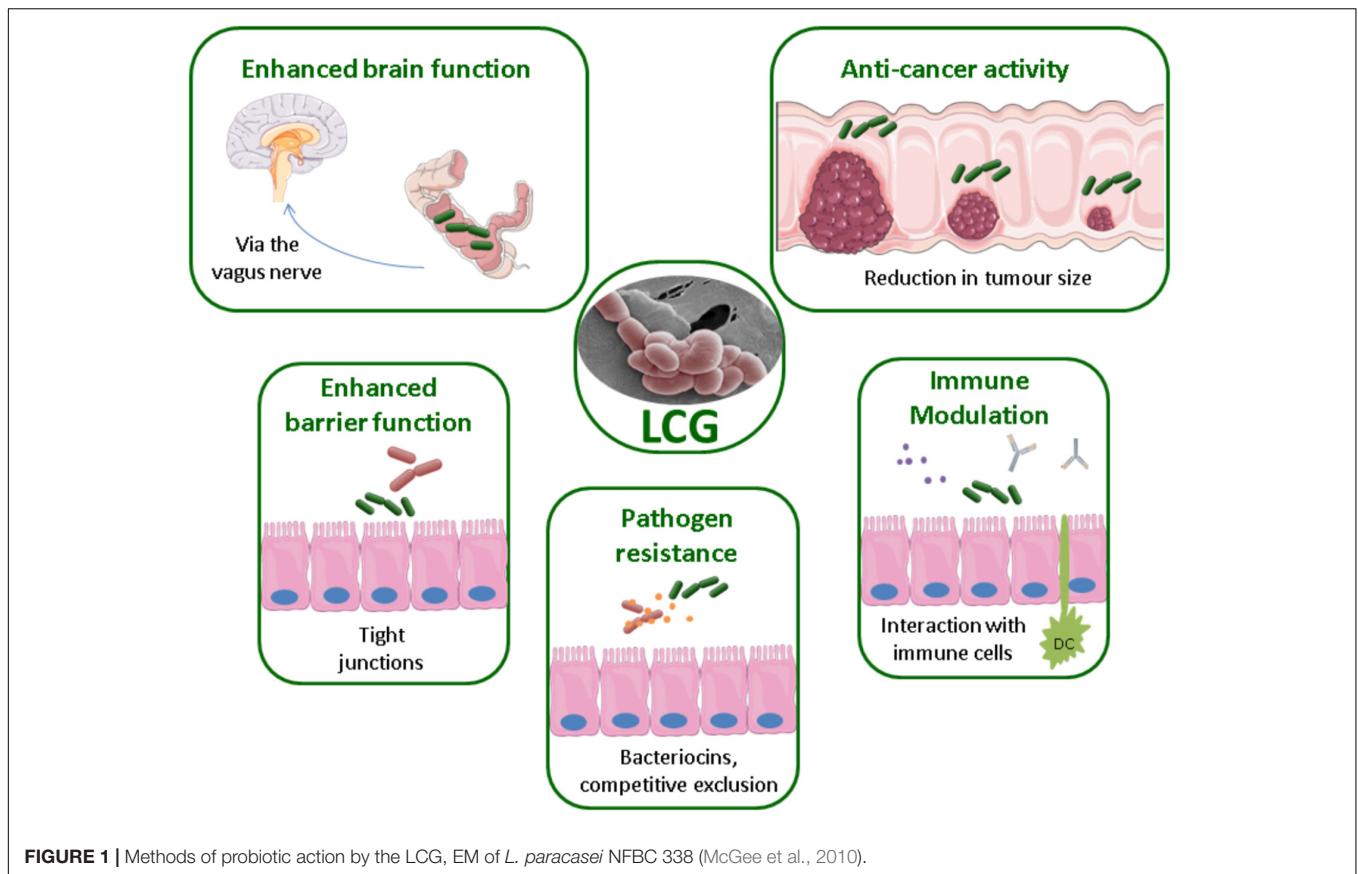 Enhanced brain function
Via the
vagus nerve
Anti-cancer activity
Reduction in tumour size
LCG
Enhanced
barrier function
Tight
junctions
Pathogen
resistance
Bacteriocins,
competitive exclusion
Immune
Modulation
Interaction with
immune cells
DC
FIGURE 1 | Methods of probiotic action by the LCG, EM of L. paracasei NFBC 338 (McGee et al., 2010).